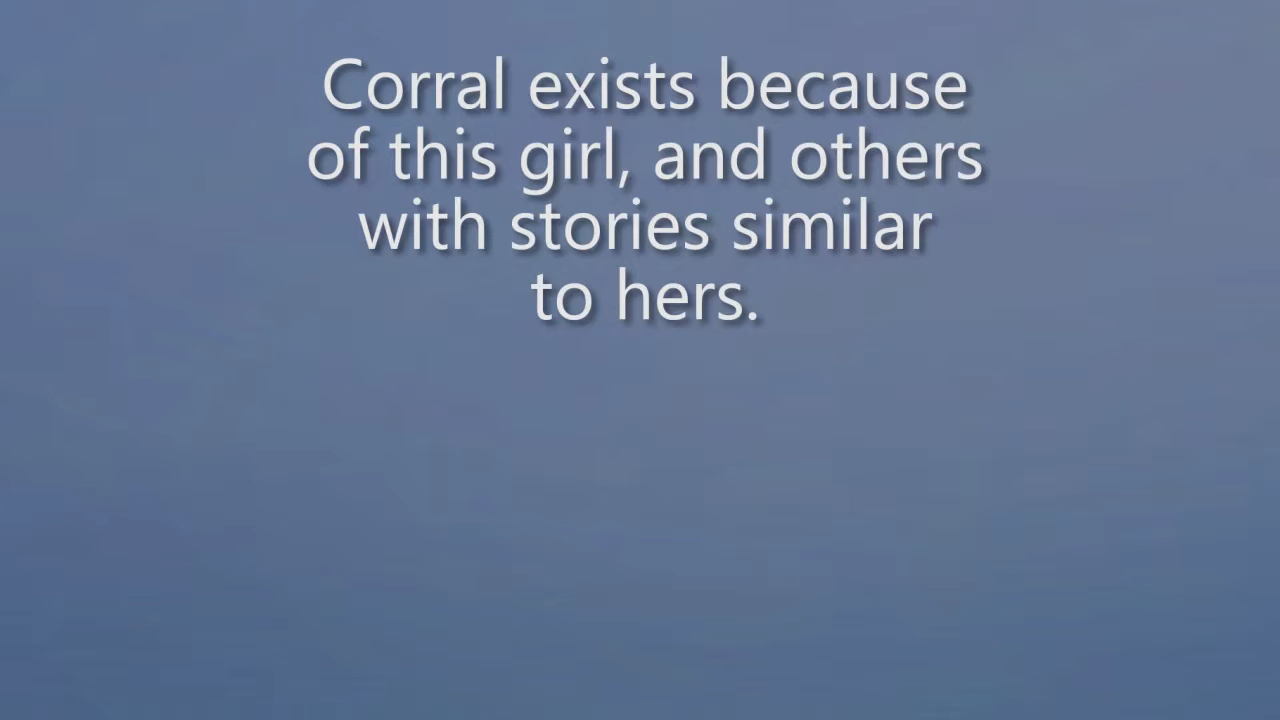 Corral exists because
of this girl, and others
with stories similar
to hers.